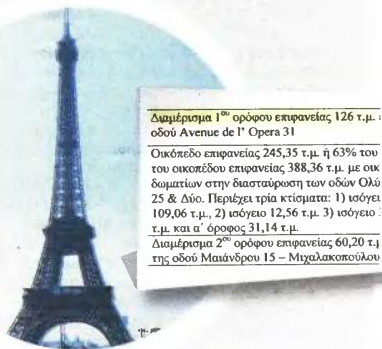 Διαμέρισμα 1ου ορόφου επιφανείας 126 τ.μ.
οδού Avenue de l' Opera 31
Οικόπεδο επιφανείας 245,35 τ.μ. ή 63% του
του οικοπέδου επιφανείας 388,36 τ.μ. με οικ
δωματίων στην διασταύρωση των οδών Ολύ
25 & Δύο. Περιέχει τρία κτίσματα: 1) ισόγει
109,06 τ.μ., 2) ισόγειο 12,56 τ.μ. 3) ισόγειο
τ.μ. και α΄ όροφος 31,14 τ.μ.
Διαμέρισμα 2ου ορόφου επιφανείας 60,20 τ.μ
της οδού Μαιάνδρου 15 – Μιχαλακοπούλου